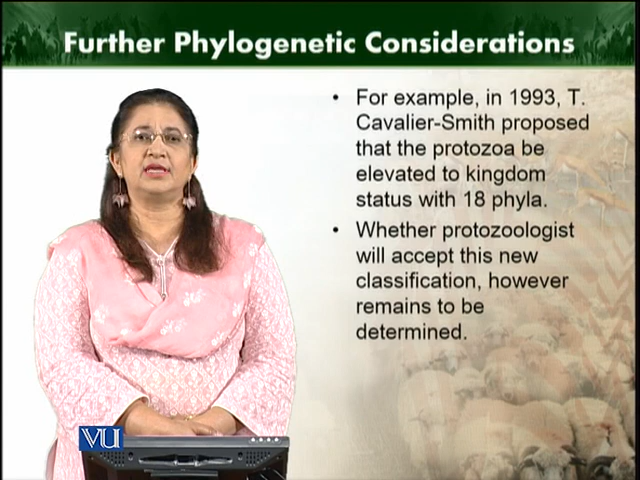 Further Phylogenetic Considerations
• For example, in 1993, T.
Cavalier-Smith proposed
that the protozoa be
elevated to kingdom
status with 18 phyla.
• Whether protozoologist
will accept this new
classification, however
remains to be
determined.
VU